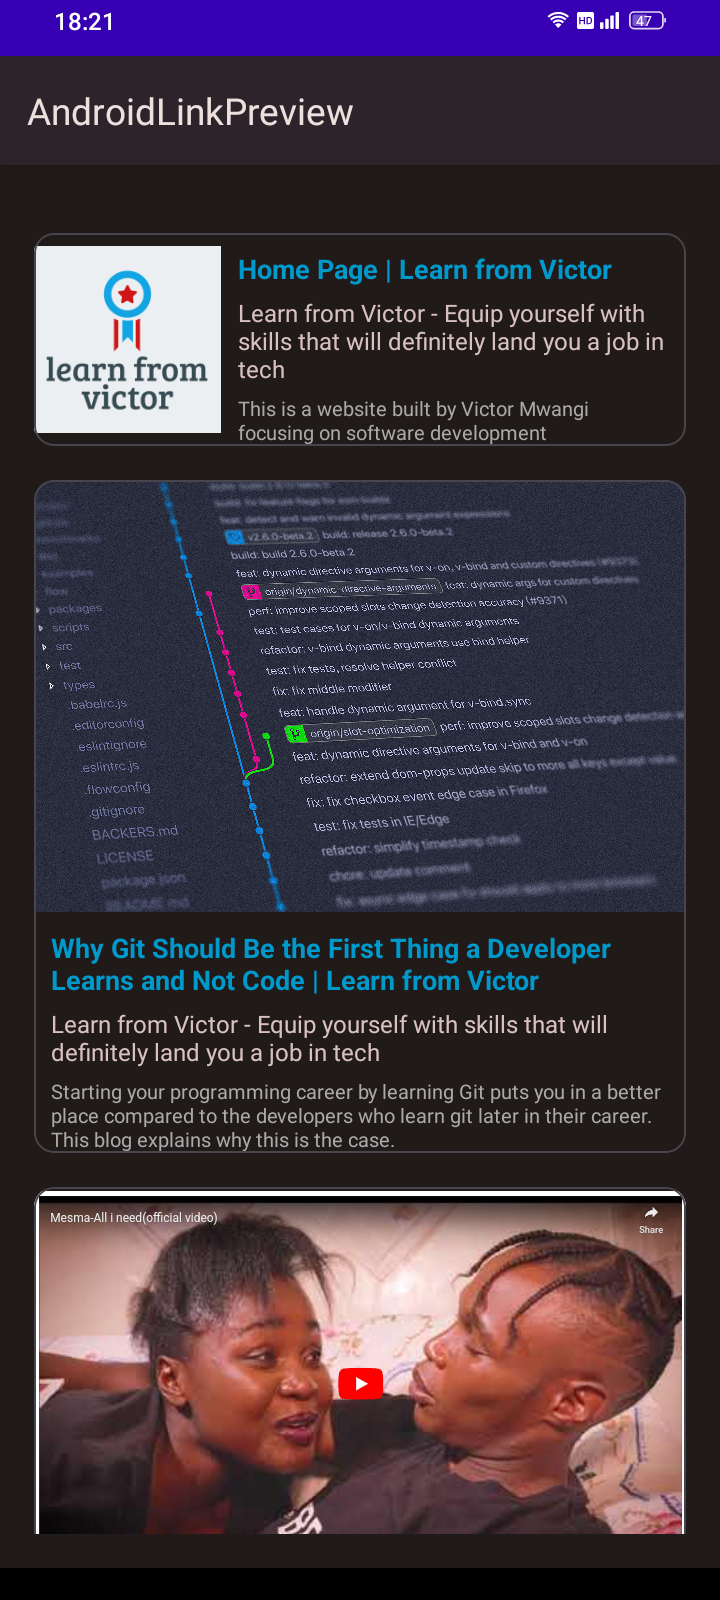 18:21
HD
47
AndroidLinkPreview
learn from
victor
Home Page | Learn from Victor
Learn from Victor - Equip yourself with
skills that will definitely land you a job in
tech
This is a website built by Victor Mwangi
focusing on software development
feat: detect and warn invalid dynamic argument expressions
v2.6.0-beta.2 build: release 2.6.0-beta.2
build: build 2.6.0-beta.2
feat: dynamic directive arguments for v-on, v-bind and custom directives (#9373)
origin/dynamic-directive-arguments feat: dynamic args for custom directives
perf: improve scoped slots change detection accuracy (#9371)
test: test cases for v-on/v-bind dynamic arguments
refactor: v-bind dynamic arguments use bind helper
test: fix tests, resolve helper conflict
fix: fix middle modifier
feat: handle dynamic argument for v-bind.sync
origin/slot-optimization perf: improve scoped slots change detection
feat: dynamic directive arguments for v-bind and v-on
refactor: extend dom-props update skip to more all keys except value
fix: fix checkbox event edge case in Firefox
test: fix tests in IE/Edge
refactor: simplify timestamp check
chore: update comment
flow
packages
scripts
src
test
types
.babelrc.js
.editorconfig
.eslintignore
.eslintrc.js
.flowconfig
.gitignore
BACKERS.md
LICENSE
package.json
README.md
Why Git Should Be the First Thing a Developer
Learns and Not Code | Learn from Victor
Learn from Victor - Equip yourself with skills that will
definitely land you a job in tech
Starting your programming career by learning Git puts you in a better
place compared to the developers who learn git later in their career.
This blog explains why this is the case.
Mesma-All i need(official video)
Share